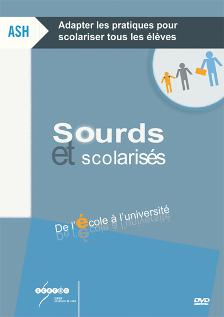 ASH
Adapter les pratiques pour
scolariser tous les élèves
Sourds
et scolarisés
De l'école à l'université
DVD